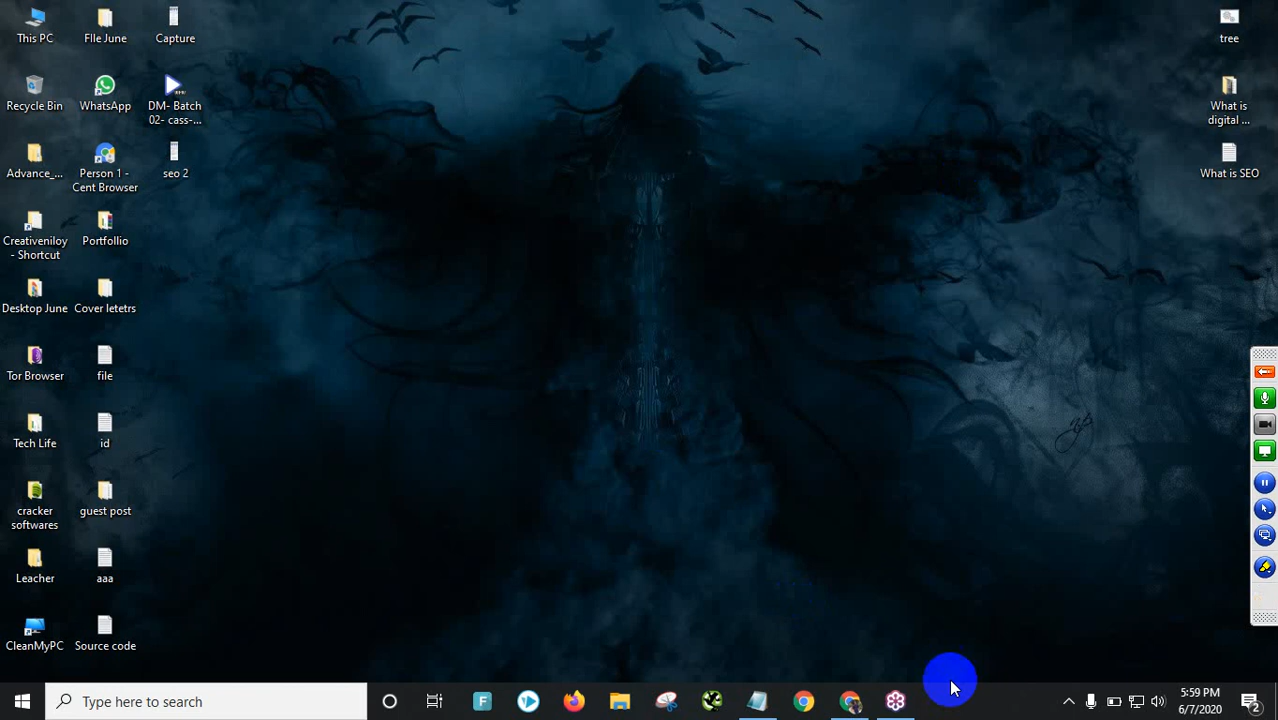 This PC
FIle June
Capture
Recycle Bin
WhatsApp
DM- Batch
02- cass-...
Advance_...
Person 1 -
Cent Browser
seo 2
Creativeniloy
- Shortcut
Portfollio
Desktop June
Cover letetrs
Tor Browser
file
Tech Life
id
cracker
softwares
guest post
Leacher
aaa
CleanMyPC
Source code
tree
What is
digital ...
What is SEO
Type here to search
F
5:59 PM
6/7/2020
2